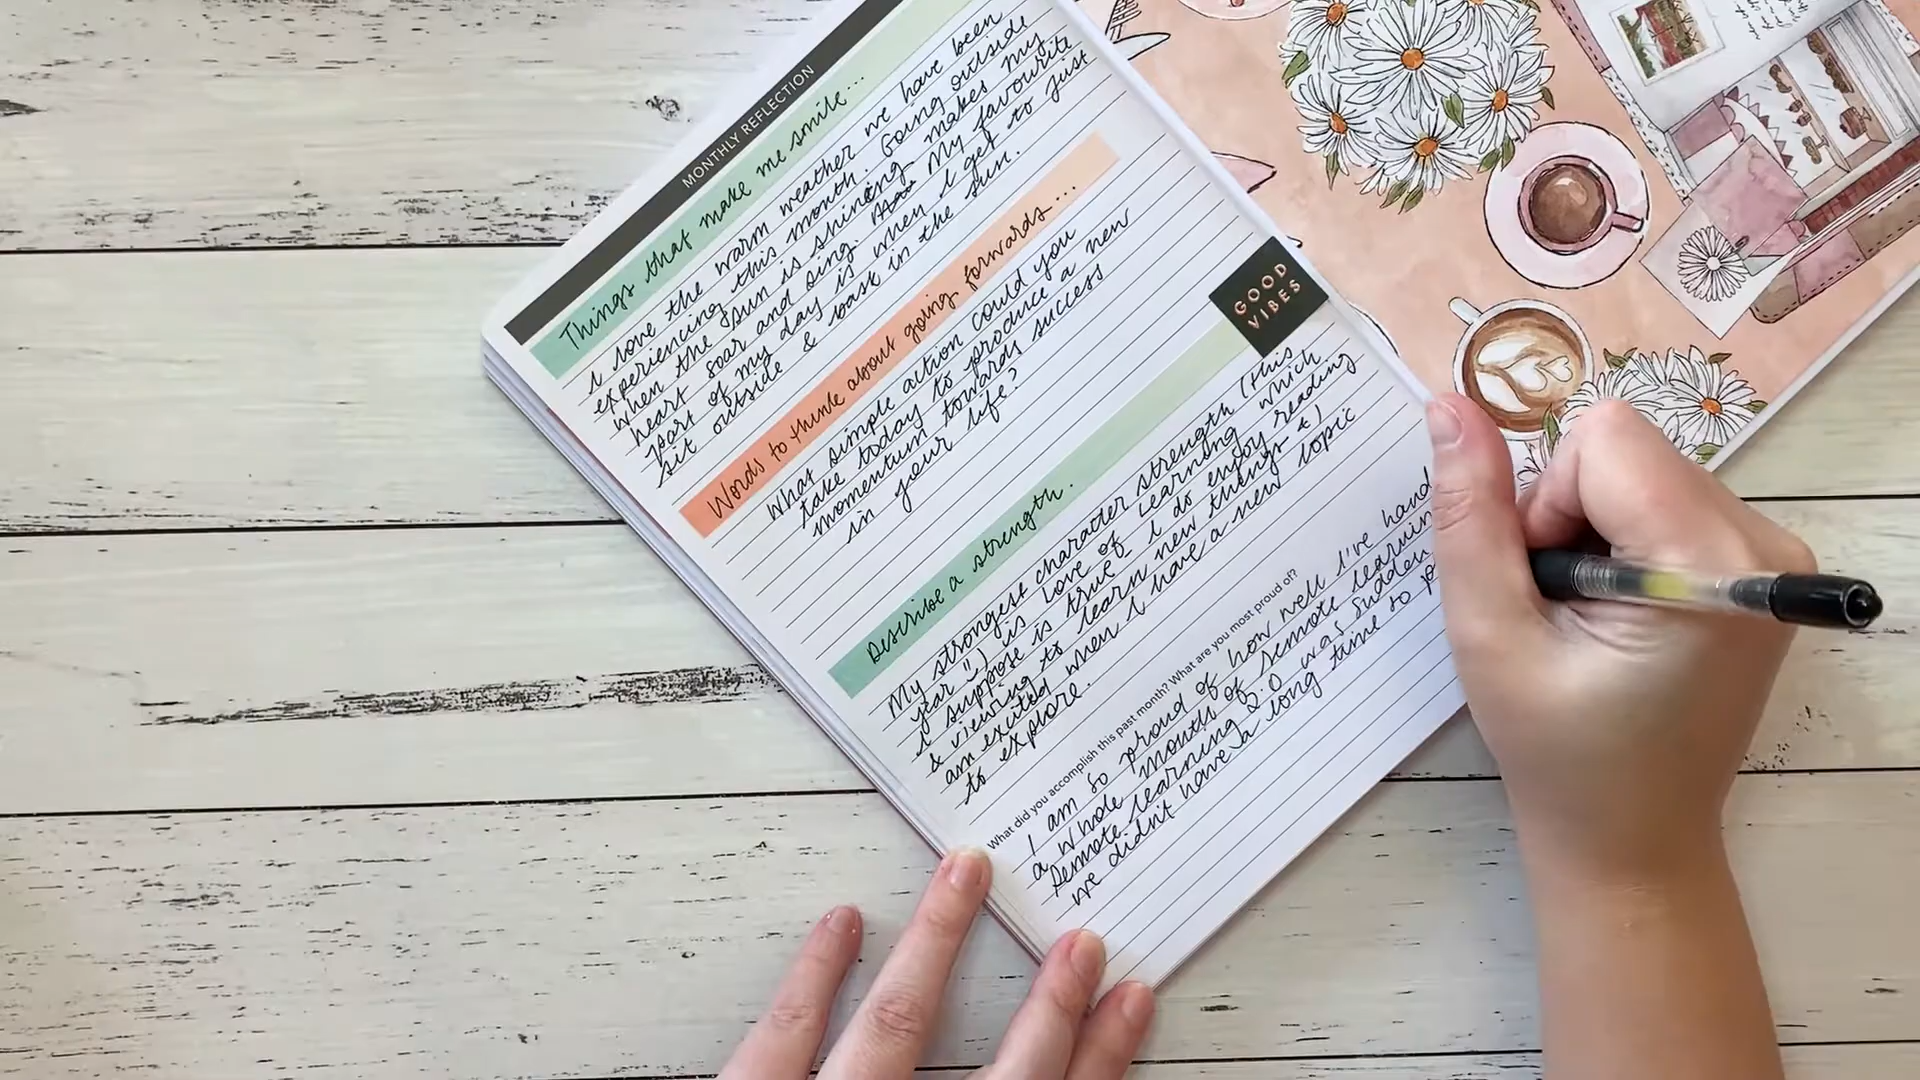 MONTHLY REFLECTION
Things that make me smile...
I love the warm weather we have been
experiencing this month. Going outside
when the sun is shining makes my
heart soar and sing. My favourite
part of my day is when I get to just
sit outside & bask in the sun.
Words to think about going forwards...
What simple action could you
take today to produce a new
momentum towards success
in your life?
GOOD
VIBES
Describe a strength.
My strongest character strength (this
year ") is Love of Learning which
I suppose is true. I do enjoy reading
& viewing to learn new things & I
am excited when I have a new topic
to explore.
What did you accomplish this past month? What are you most proud of?
I am so proud of how well I've hand
a whole month of remote learnin
Remote learning 2.0 was sudden
we didn't have a long time to p